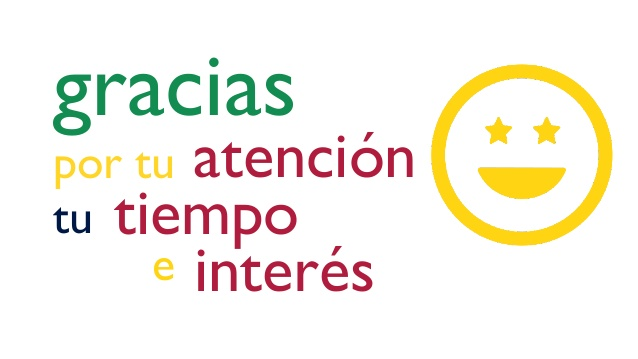 gracias
por tu atención
tu tiempo
e interés